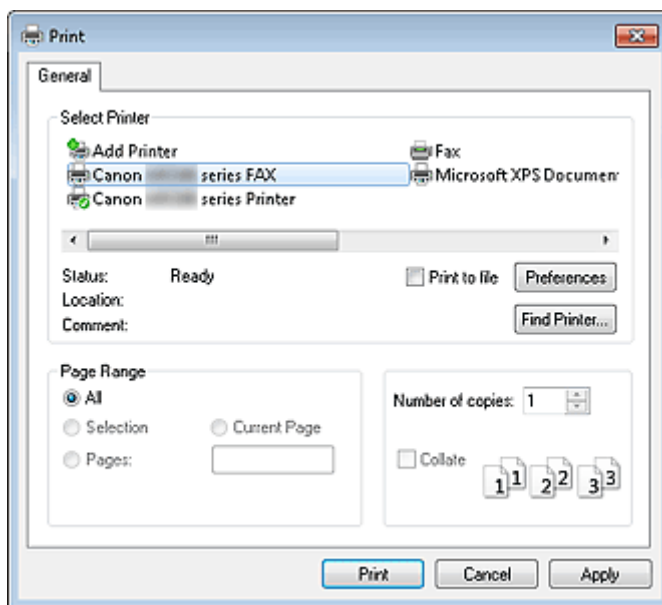 Print
General
Select Printer
Add Printer
Fax
Canon series FAX
Microsoft XPS Documen
Canon series Printer
Status: Ready
Print to file
Preferences
Location:
Comment:
Find Printer...
Page Range
All
Number of copies: 1
Selection
Current Page
Pages:
Collate
1 1 2 2 3 3
Print
Cancel
Apply